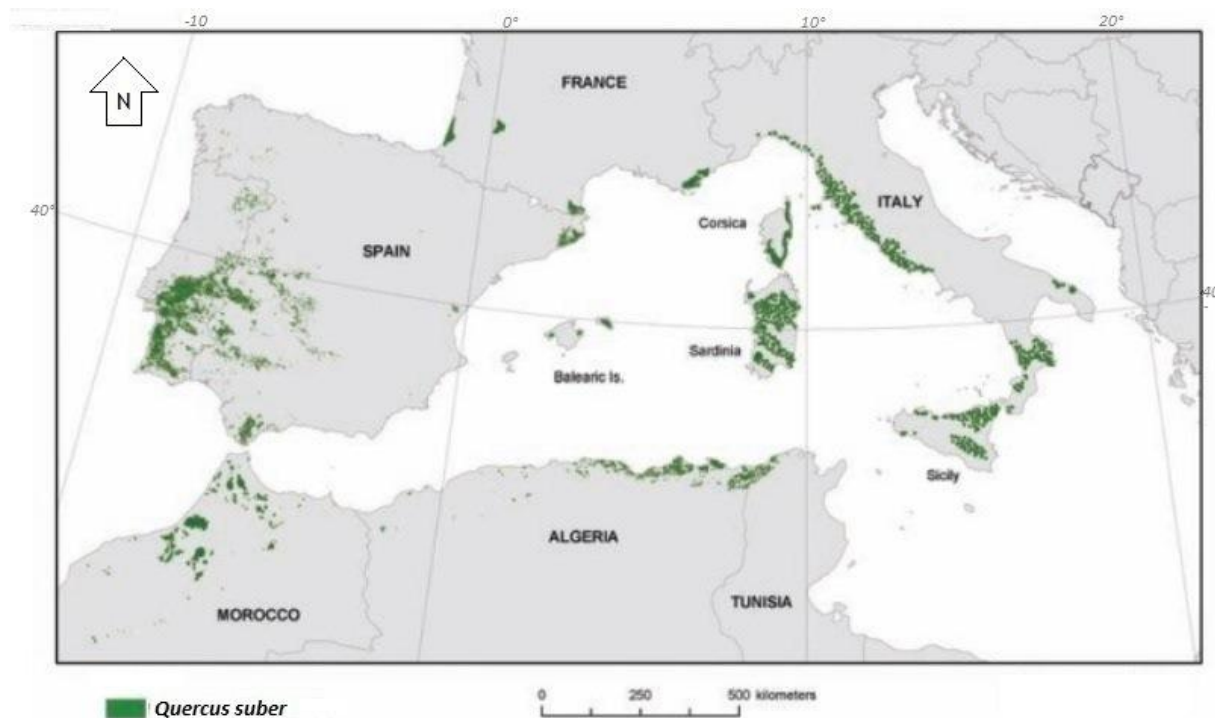 -10 0° 10° 20°
N
FRANCE
40°
ITALY
Corsica
SPAIN
40
Sardinia
Balearic Is.
Sicily
ALGERIA
TUNISIA
MOROCCO
0 250 500 kilometers
Quercus suber